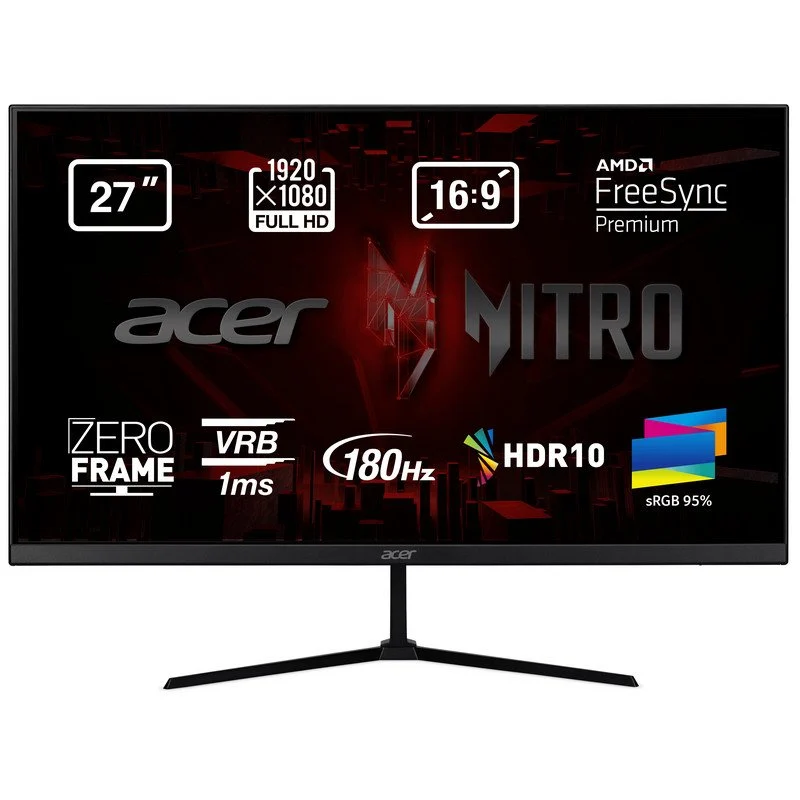 27”
1920
×1080
FULL HD
16:9
AMD
FreeSync
Premium
acer
NITRO
ZERO
FRAME
VRB
1ms
180Hz
HDR10
sRGB 95%
acer